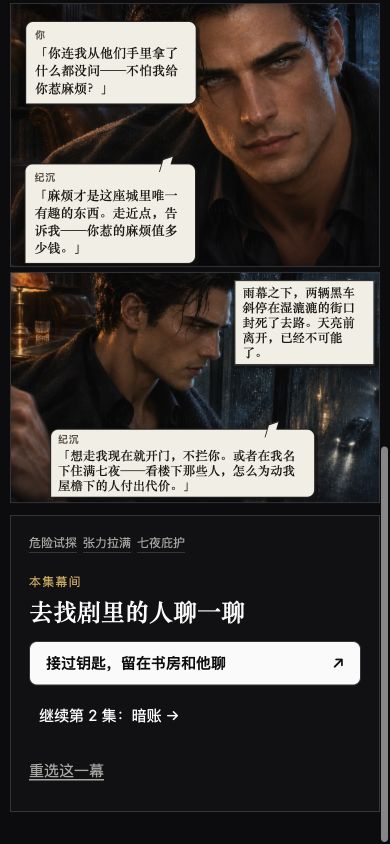 你
「你连我从他们手里拿了
什么都没问——不怕我给
你惹麻烦？」
纪沉
「麻烦才是这座城里唯一
有趣的东西。走近点，告
诉我——你惹的麻烦值多
少钱。」
雨幕之下，两辆黑车
斜停在湿漉漉的街口
封死了去路。天亮前
离开，已经不可能
了。
纪沉
「想走我现在就开门，不拦你。或者在我名
下住满七夜——看楼下那些人，怎么为动我
屋檐下的人付出代价。」
危险试探 张力拉满 七夜庇护
本集幕间
去找剧里的人聊一聊
接过钥匙，留在书房和他聊 ↗
继续第 2 集：暗账 →
重选这一幕